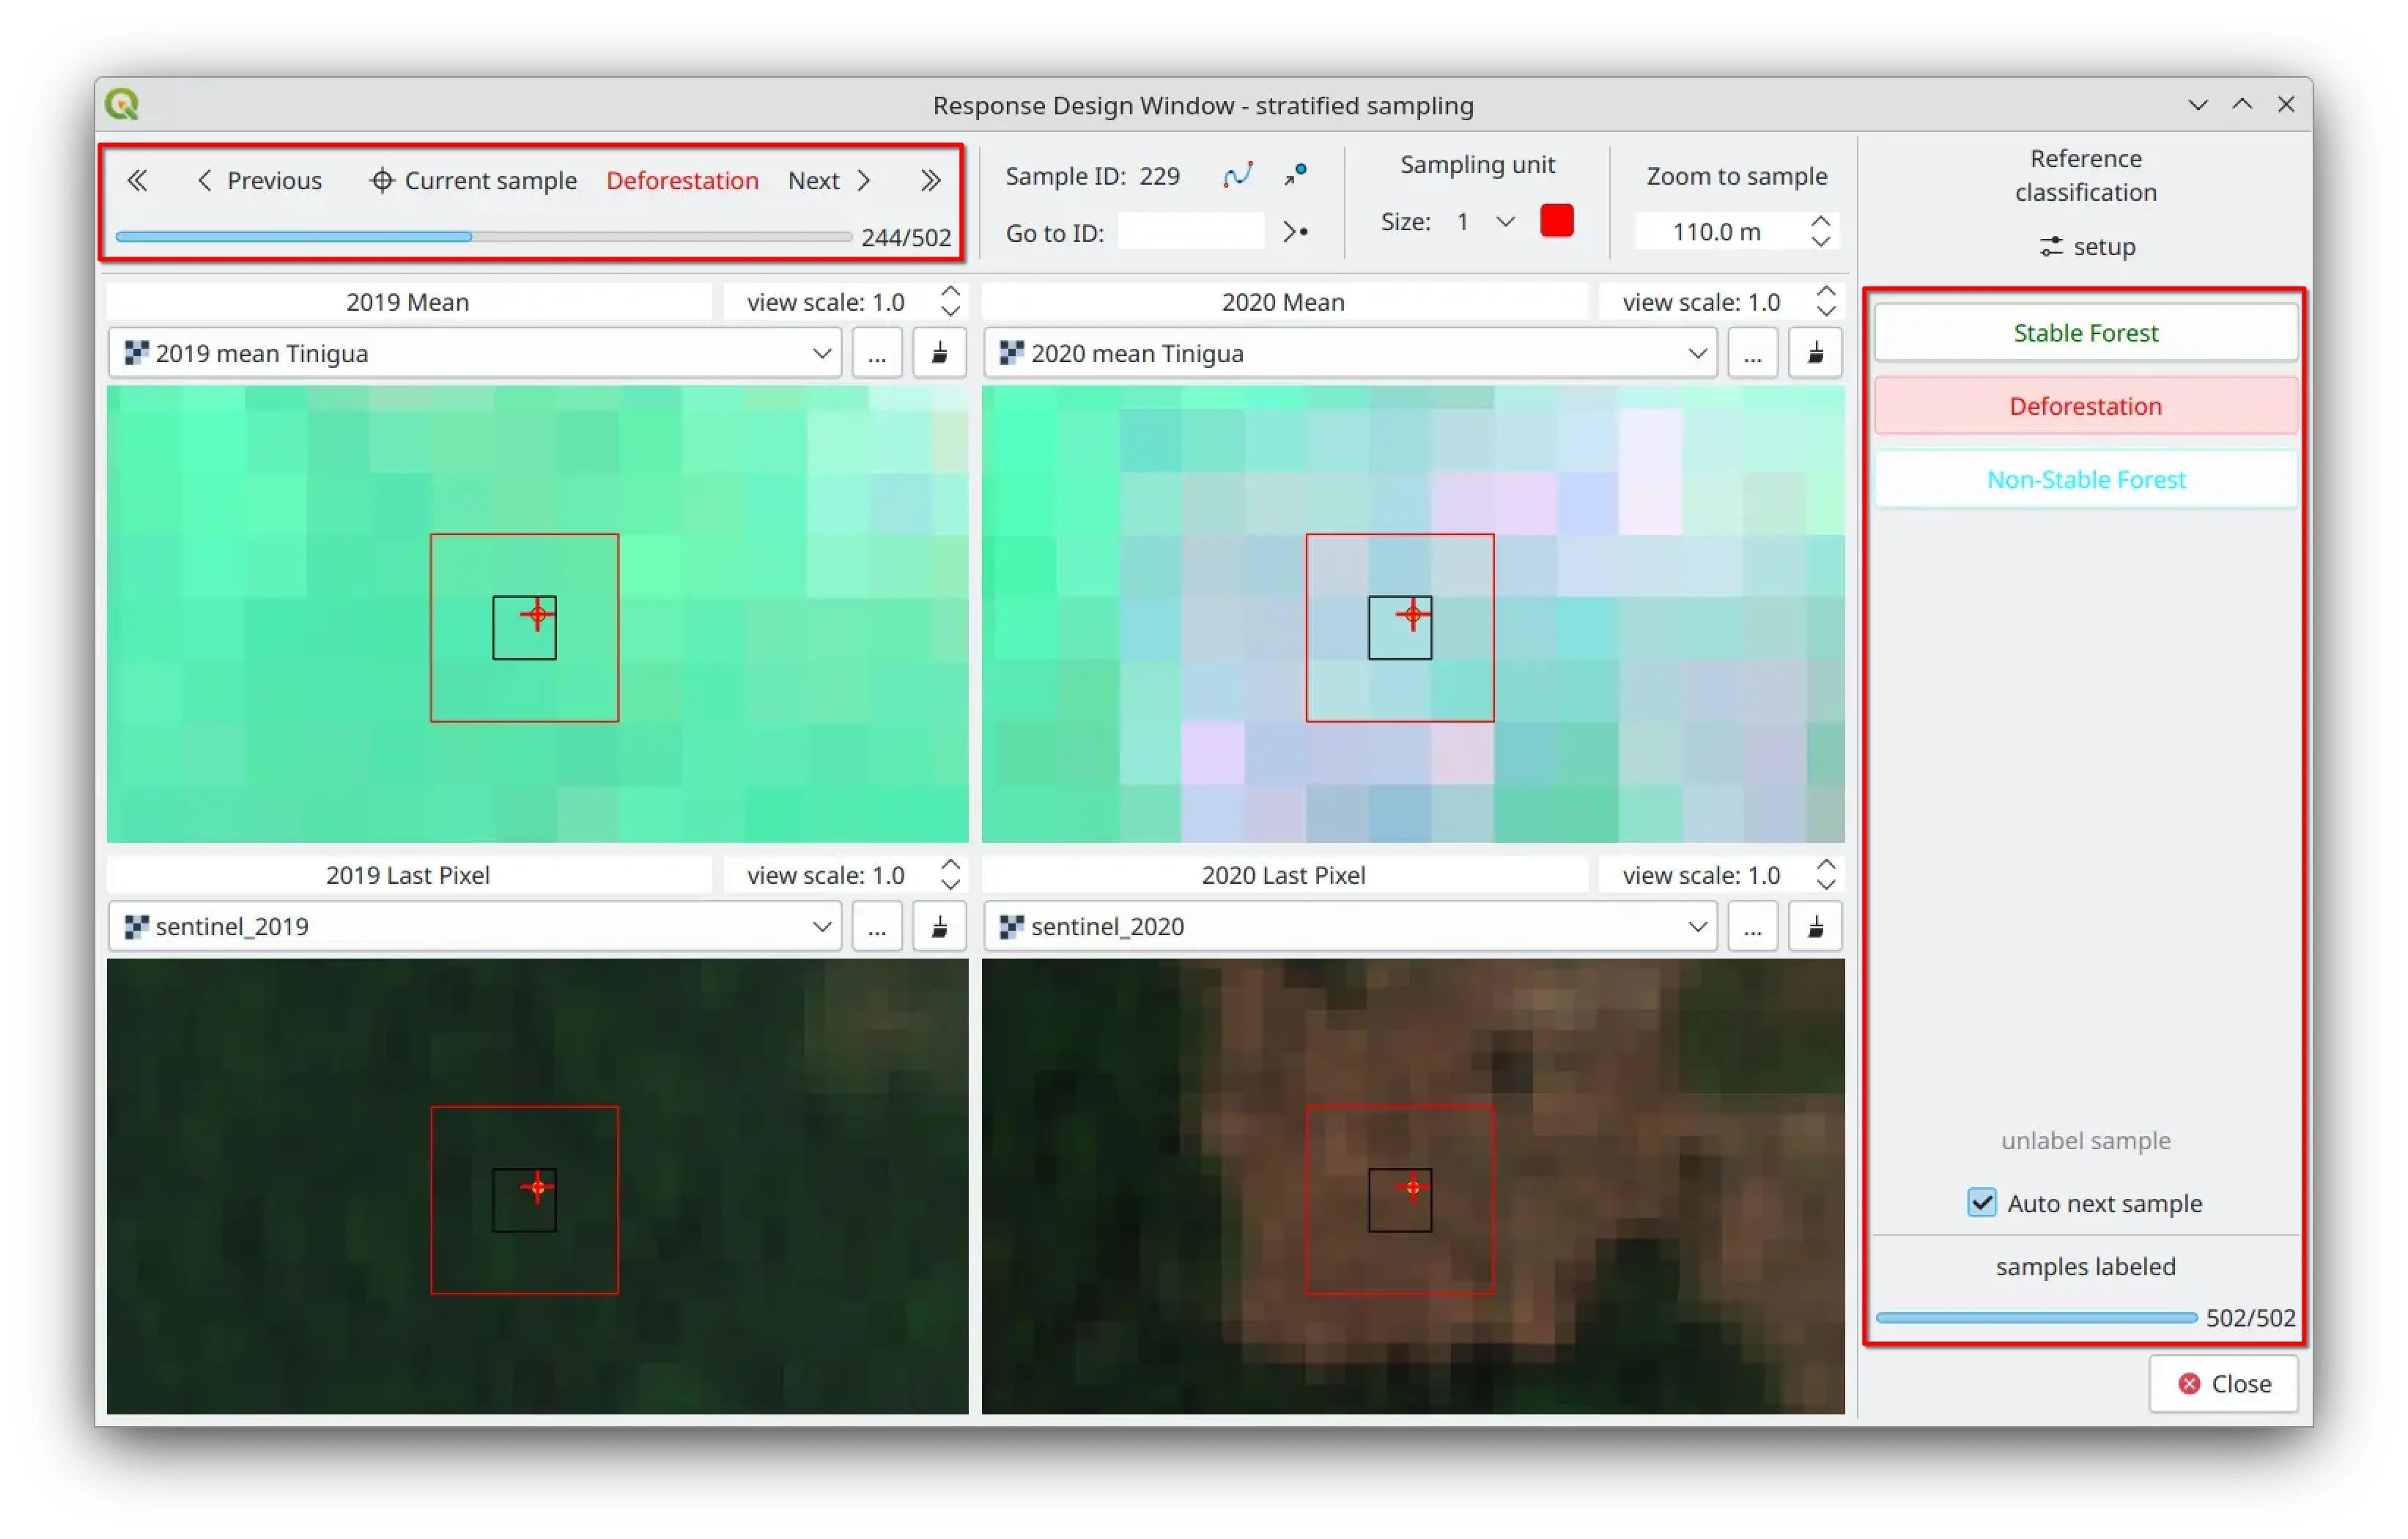 Response Design Window - stratified sampling
Previous Current sample Deforestation Next
244/502
Sample ID: 229
Go to ID:
Sampling unit
Size: 1
Zoom to sample
110.0 m
Reference
classification
setup
2019 Mean view scale: 1.0
2019 mean Tinigua ...
2020 Mean view scale: 1.0
2020 mean Tinigua ...
2019 Last Pixel view scale: 1.0
sentinel_2019 ...
2020 Last Pixel view scale: 1.0
sentinel_2020 ...
Stable Forest
Deforestation
Non-Stable Forest
unlabel sample
Auto next sample
samples labeled
502/502
Close